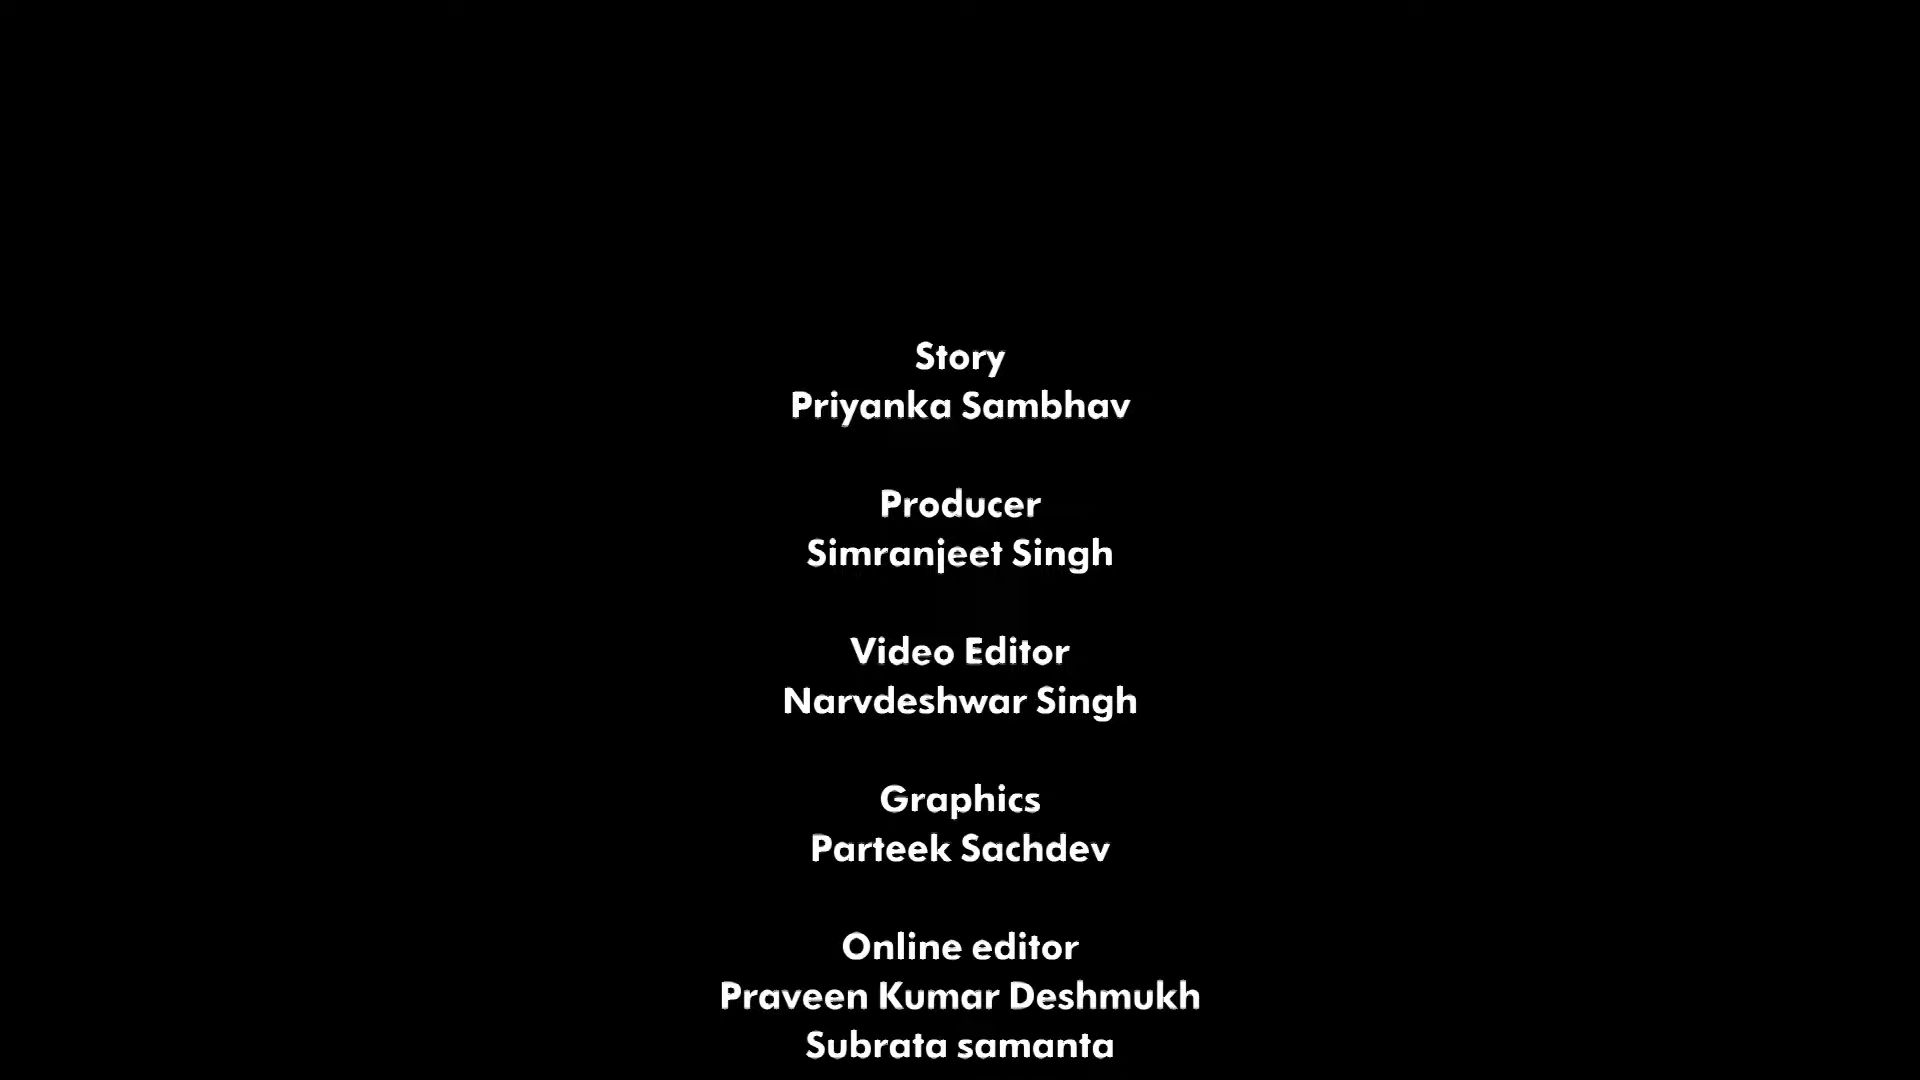 Story
Priyanka Sambhav
Producer
Simranjeet Singh
Video Editor
Narvdeshwar Singh
Graphics
Parteek Sachdev
Online editor
Praveen Kumar Deshmukh
Subrata samanta